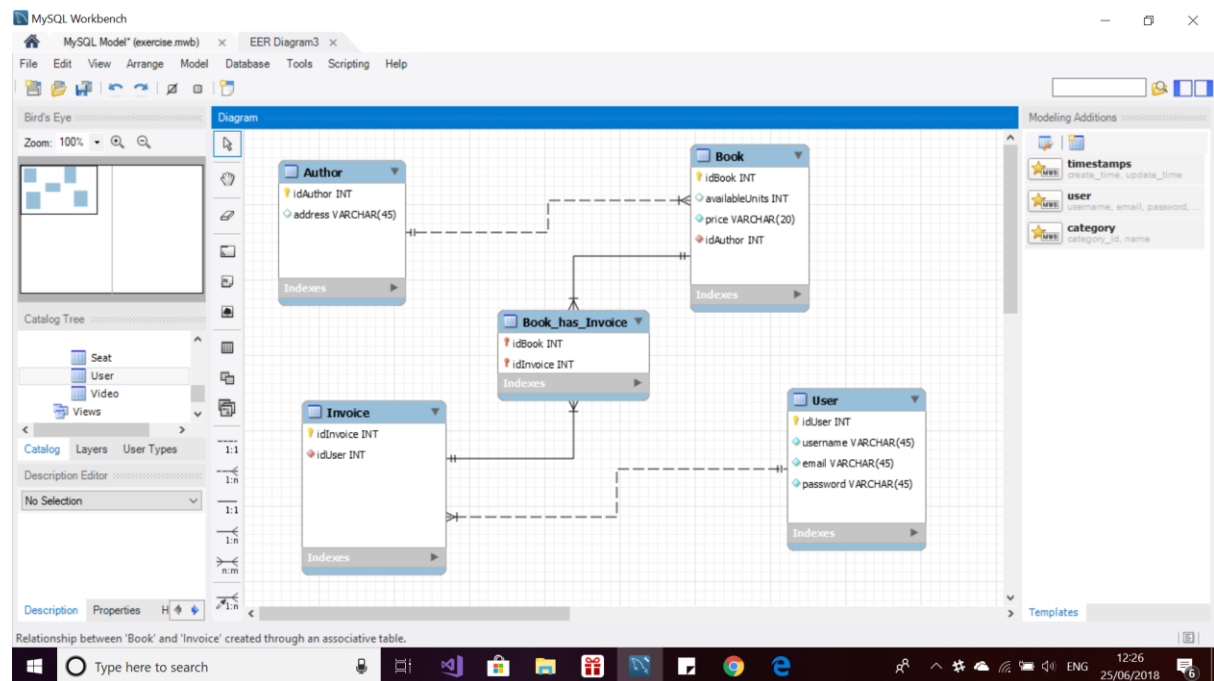 MySQL Workbench
MySQL Model* (exercise.mwb) × EER Diagram3 ×
File Edit View Arrange Model Database Tools Scripting Help
Bird's Eye
Zoom: 100%
Catalog Tree
Seat
User
Video
Views
Catalog Layers User Types
Description Editor
No Selection
Description Properties H
Diagram
1:1
1:n
1:1
1:n
n:m
1:n
Author
idAuthor INT
address VARCHAR(45)
Indexes
Book
idBook INT
availableUnits INT
price VARCHAR(20)
idAuthor INT
Indexes
Book_has_Invoice
idBook INT
idInvoice INT
Indexes
Invoice
idInvoice INT
idUser INT
Indexes
User
idUser INT
username VARCHAR(45)
email VARCHAR(45)
password VARCHAR(45)
Indexes
Modeling Additions
timestamps
create_time, update_time
user
username, email, password, ...
category
category_id, name
Templates
Relationship between 'Book' and 'Invoice' created through an associative table.
Type here to search
ENG
12:26
25/06/2018
6